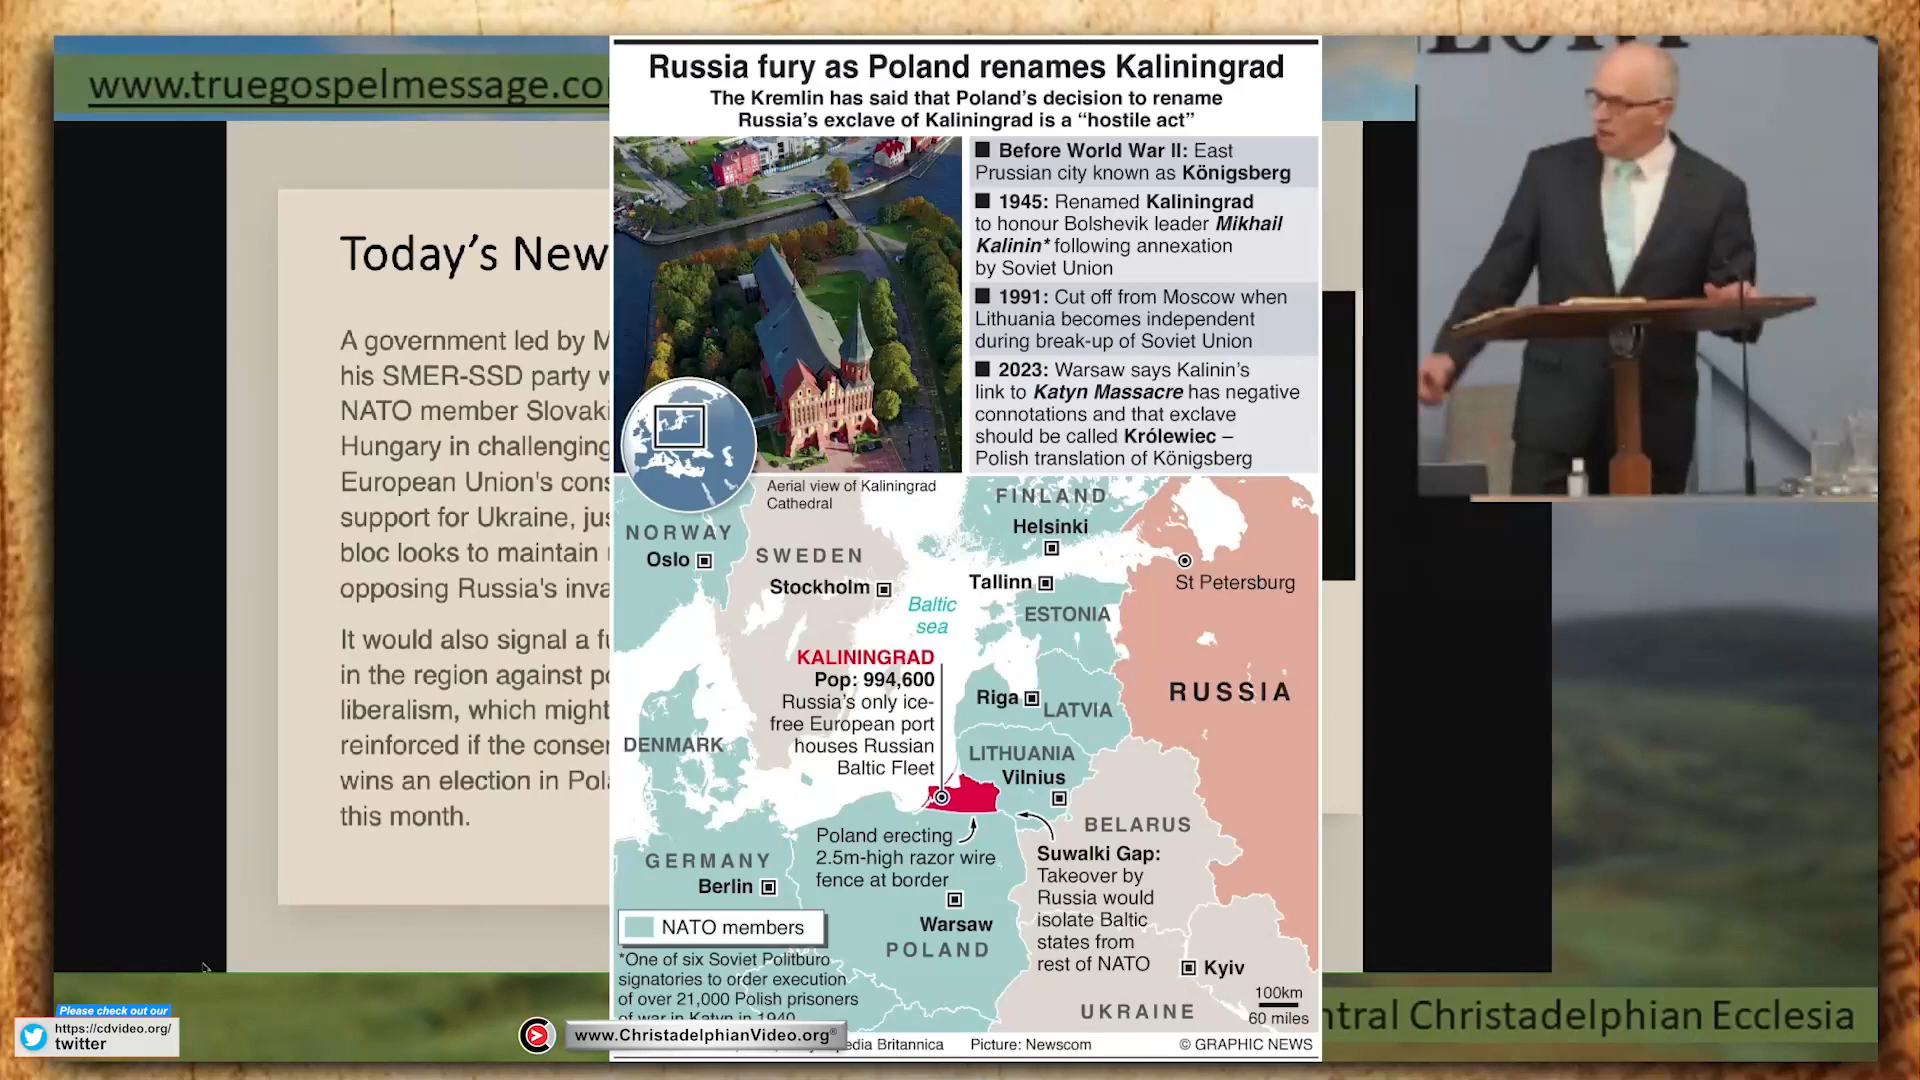 www.truegospelmessage.co
Today's New
A government led by M
his SMER-SSD party w
NATO member Slovaki
Hungary in challenging
European Union's cons
support for Ukraine, jus
bloc looks to maintain
opposing Russia's inva
It would also signal a fu
in the region against po
liberalism, which might
reinforced if the conser
wins an election in Pola
this month.
Russia fury as Poland renames Kaliningrad
The Kremlin has said that Poland's decision to rename
Russia's exclave of Kaliningrad is a “hostile act”
■ Before World War II: East
Prussian city known as Königsberg
■ 1945: Renamed Kaliningrad
to honour Bolshevik leader Mikhail
Kalinin* following annexation
by Soviet Union
■ 1991: Cut off from Moscow when
Lithuania becomes independent
during break-up of Soviet Union
■ 2023: Warsaw says Kalinin's
link to Katyn Massacre has negative
connotations and that exclave
should be called Królewiec –
Polish translation of Königsberg
Aerial view of Kaliningrad
Cathedral
FINLAND
Helsinki
NORWAY
Oslo
SWEDEN
Stockholm
Tallinn
St Petersburg
Baltic
sea
ESTONIA
KALININGRAD
Pop: 994,600
Russia's only ice-
free European port
houses Russian
Baltic Fleet
Riga
LATVIA
RUSSIA
DENMARK
LITHUANIA
Vilnius
BELARUS
Poland erecting
2.5m-high razor wire
fence at border
Suwalki Gap:
Takeover by
Russia would
isolate Baltic
states from
rest of NATO
GERMANY
Berlin
Warsaw
POLAND
NATO members
*One of six Soviet Politburo
signatories to order execution
of over 21,000 Polish prisoners
of war in Katyn in 1940
Kyiv
UKRAINE
100km
60 miles
edia Britannica
Picture: Newscom
© GRAPHIC NEWS
ntral Christadelphian Ecclesia
Please check out our
https://cdvideo.org/
twitter
www.ChristadelphianVideo.org®